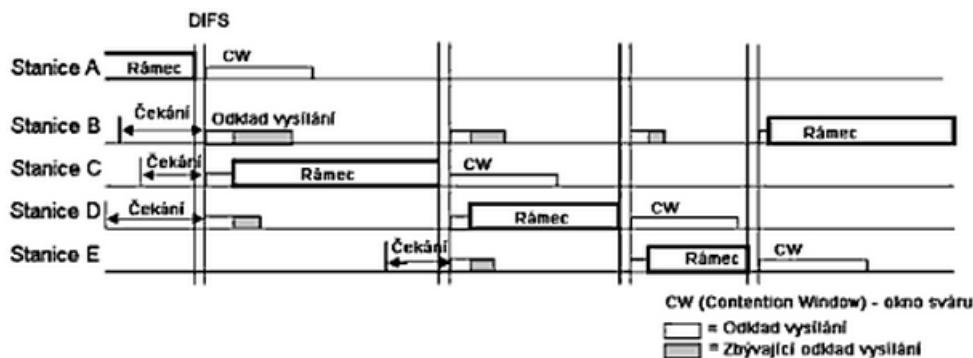 DIFS
Stanice A
Rámec
CW
Stanice B
Čekání
Odklad vysílání
Rámec
Stanice C
Čekání
Rámec
CW
Stanice D
Čekání
Rámec
CW
Stanice E
Čekání
Rámec
CW
CW (Contention Window) - okno sváru
= Odklad vysílání
= Zbývající odklad vysílání